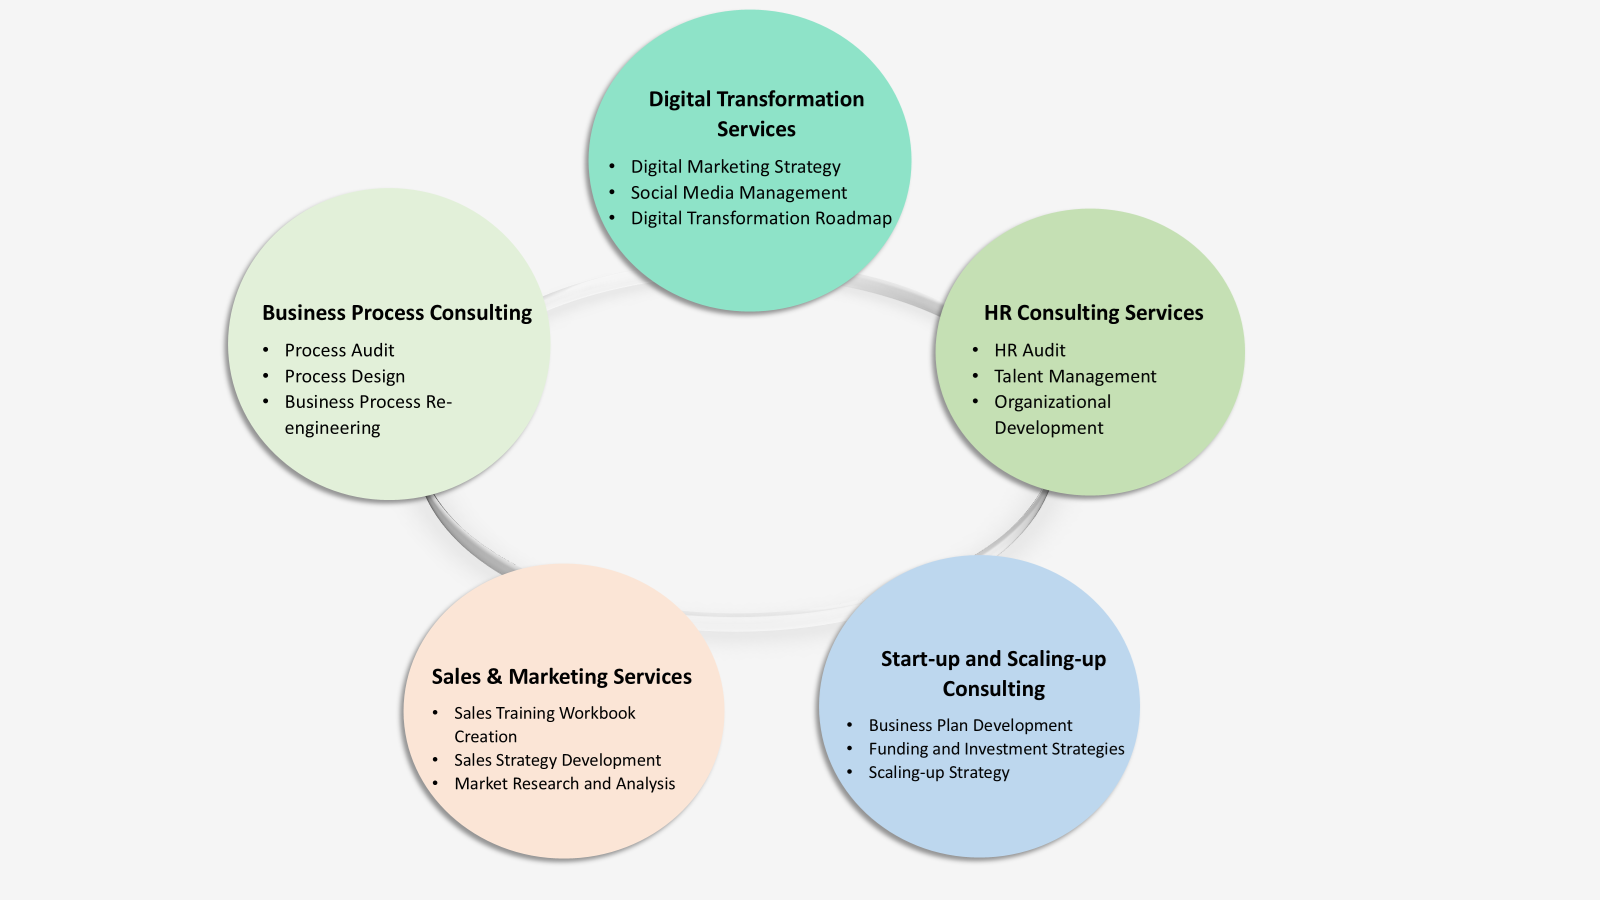 Digital Transformation
Services
• Digital Marketing Strategy
• Social Media Management
• Digital Transformation Roadmap
Business Process Consulting
• Process Audit
• Process Design
• Business Process Re-
engineering
HR Consulting Services
• HR Audit
• Talent Management
• Organizational
Development
Sales & Marketing Services
• Sales Training Workbook
Creation
• Sales Strategy Development
• Market Research and Analysis
Start-up and Scaling-up
Consulting
• Business Plan Development
• Funding and Investment Strategies
• Scaling-up Strategy